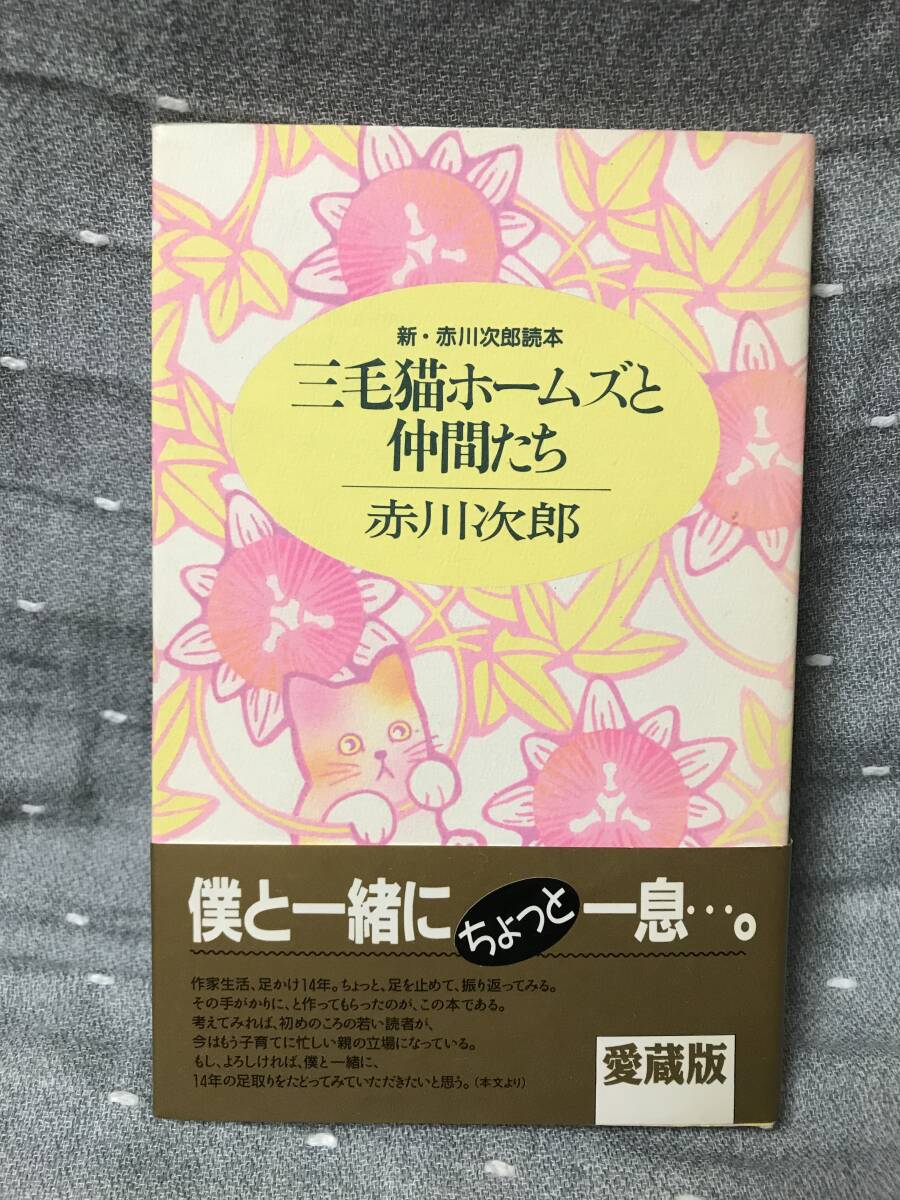 新・赤川次郎読本
三毛猫ホームズと
仲間たち
赤川次郎
僕と一緒にちょっと一息…。
作家生活、足かけ14年。ちょっと、足を止めて、振り返ってみる。
その手がかりに、と作ってもらったのが、この本である。
考えてみれば、初めのころの若い読者が、
今はもう子育てに忙しい親の立場になっている。
もし、よろしければ、僕と一緒に、
14年の足取りをたどってみていただきたいと思う。(本文より)
愛蔵版